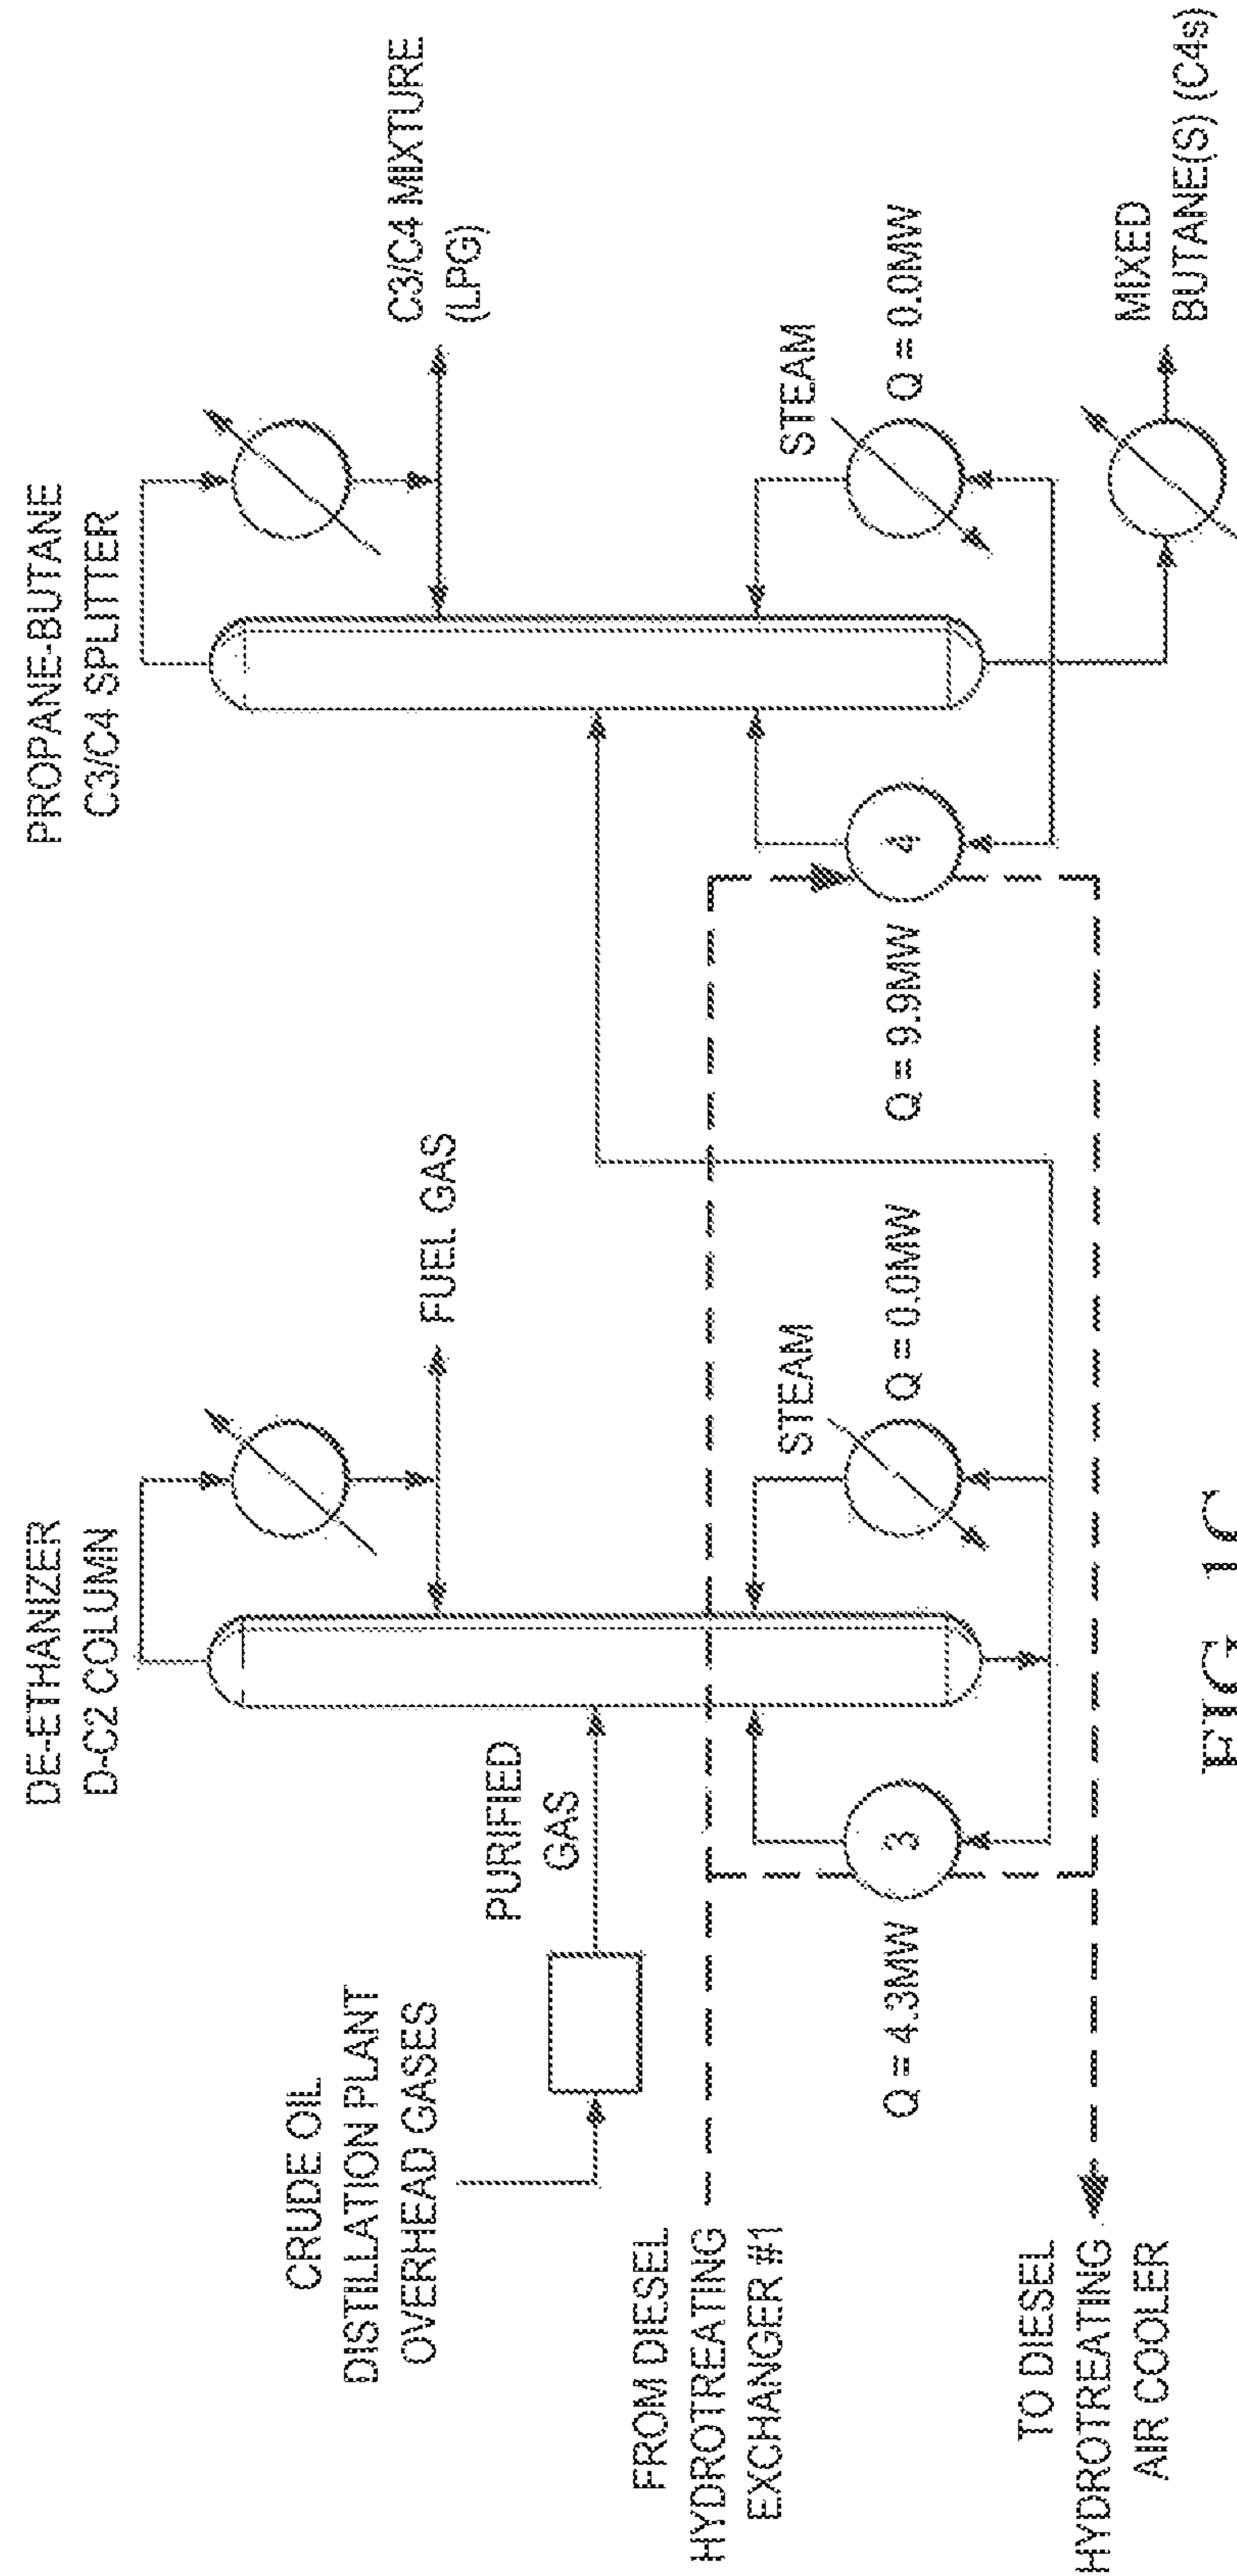 DE-ETHANIZER
D-C2 COLUMN
PROPANE-BUTANE
C3/C4 SPLITTER
CRUDE OIL
DISTILLATION PLANT
OVERHEAD GASES
PURIFIED
GAS
FUEL GAS
C3/C4 MIXTURE
(LPG)
FROM DIESEL
HYDROTREATING
EXCHANGER #1
STEAM
STEAM
3
Q = 4.3MW
Q = 0.0MW
4
Q = 9.9MW
Q = 0.0MW
TO DIESEL
HYDROTREATING
AIR COOLER
MIXED
BUTANE(S) (C4s)
FIG. 1C